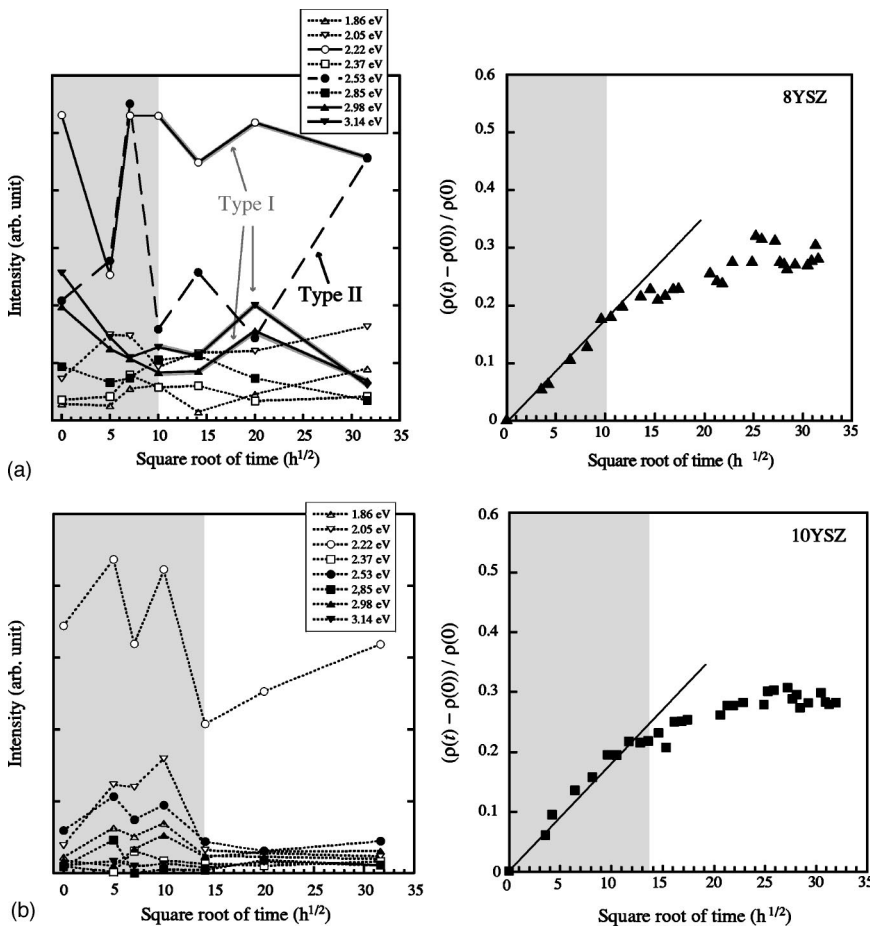 1.86 eV
2.05 eV
2.22 eV
2.37 eV
2.53 eV
2.85 eV
2.98 eV
3.14 eV
Type I
Type II
Intensity (arb. unit)
0 5 10 15 20 25 30 35
Square root of time (h1/2)
(a)
8YSZ
(ρ(t) − ρ(0)) / ρ(0)
0.6
0.5
0.4
0.3
0.2
0.1
0
0 5 10 15 20 25 30 35
Square root of time (h 1/2)
1.86 eV
2.05 eV
2.22 eV
2.37 eV
2.53 eV
2,85 eV
2.98 eV
3.14 eV
Intensity (arb. unit)
0 5 10 15 20 25 30 35
Square root of time (h1/2)
(b)
10YSZ
(ρ(t) − ρ(0)) / ρ(0)
0.6
0.5
0.4
0.3
0.2
0.1
0
0 5 10 15 20 25 30 35
Square root of time (h1/2)